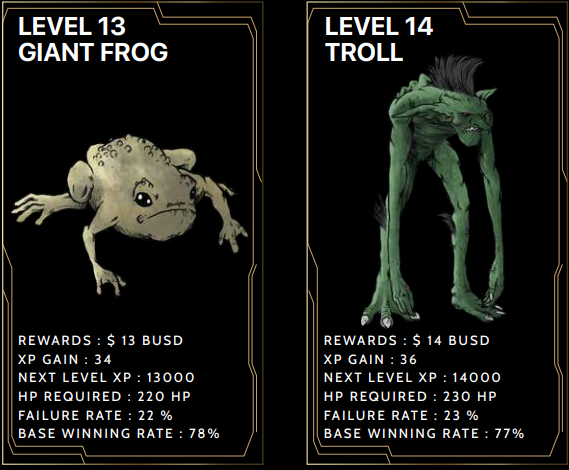 LEVEL 13
GIANT FROG
REWARDS : $ 13 BUSD
XP GAIN : 34
NEXT LEVEL XP : 13000
HP REQUIRED : 220 HP
FAILURE RATE : 22 %
BASE WINNING RATE : 78%
LEVEL 14
TROLL
REWARDS : $ 14 BUSD
XP GAIN : 36
NEXT LEVEL XP : 14000
HP REQUIRED : 230 HP
FAILURE RATE : 23 %
BASE WINNING RATE : 77%